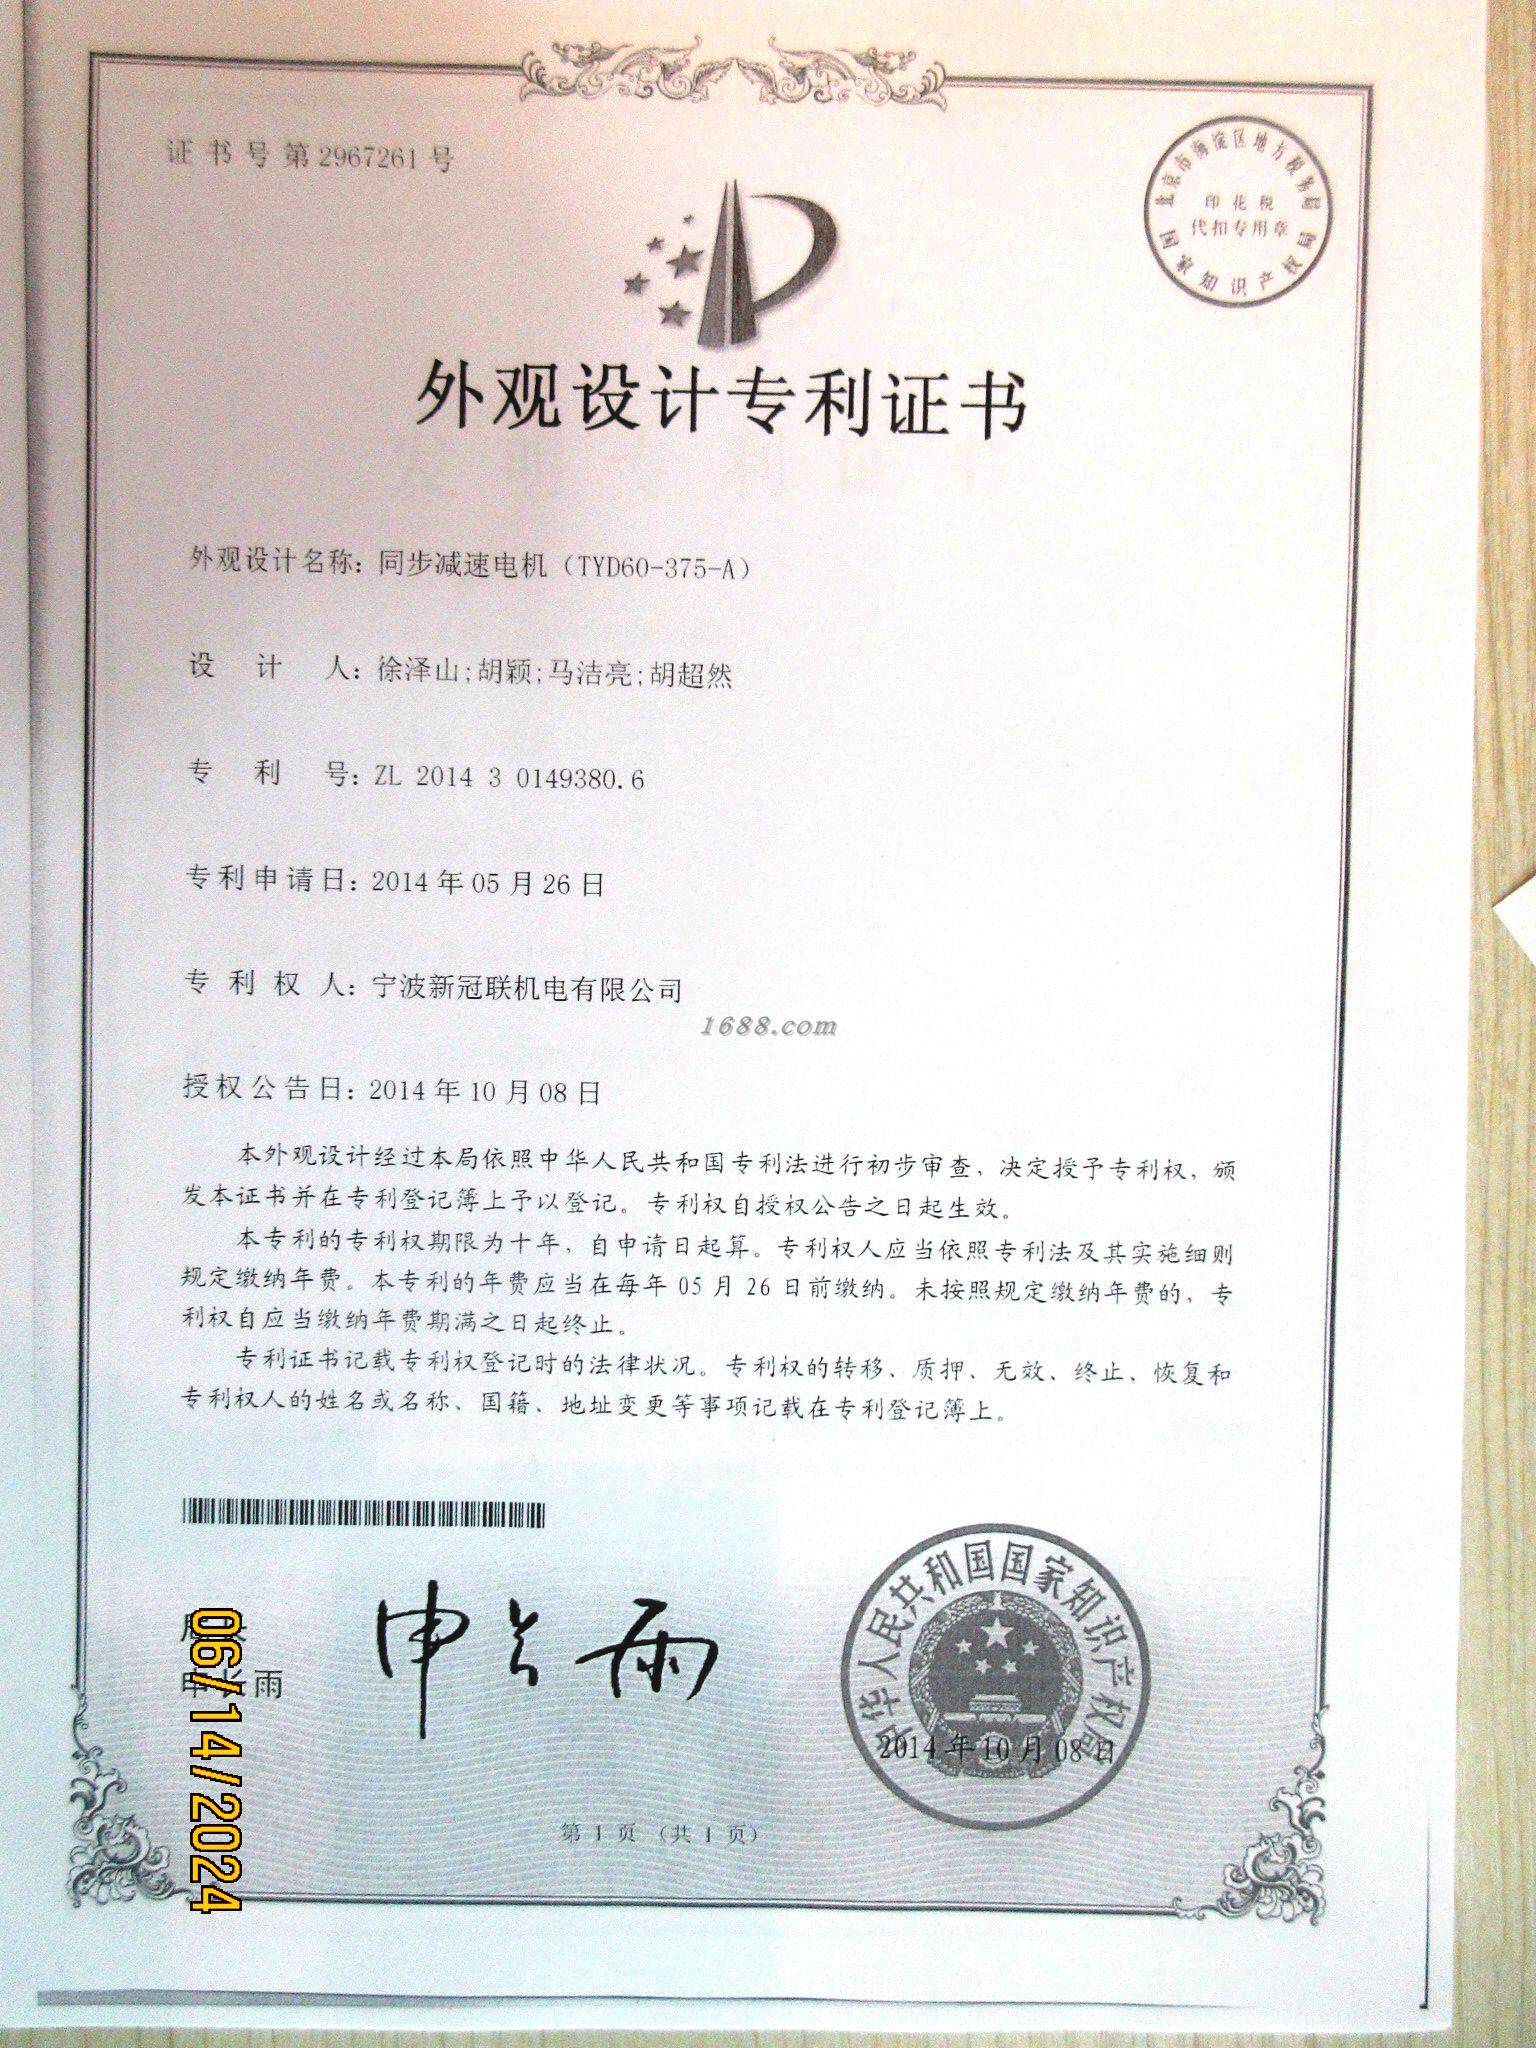 证书号第2967261号
北京市海淀区地方税务局
印花税
代扣专用章
国家知识产权局
外观设计专利证书
外观设计名称：同步减速电机（TYD60-375-A）
设计人：徐泽山;胡颖;马洁亮;胡超然
专利号：ZL 2014 3 0149380.6
专利申请日：2014年05月26日
专利权人：宁波新冠联机电有限公司
1688.com
授权公告日：2014年10月08日
本外观设计经过本局依照中华人民共和国专利法进行初步审查，决定授予专利权，颁
发本证书并在专利登记簿上予以登记。专利权自授权公告之日起生效。
本专利的专利权期限为十年，自申请日起算。专利权人应当依照专利法及其实施细则
规定缴纳年费。本专利的年费应当在每年05月26日前缴纳。未按照规定缴纳年费的，专
利权自应当缴纳年费期满之日起终止。
专利证书记载专利权登记时的法律状况。专利权的转移、质押、无效、终止、恢复和
专利权人的姓名或名称、国籍、地址变更等事项记载在专利登记簿上。
局长
申长雨
申长雨
06/14/2024
中华人民共和国国家知识产权局
2014年10月08日
第1页（共1页）